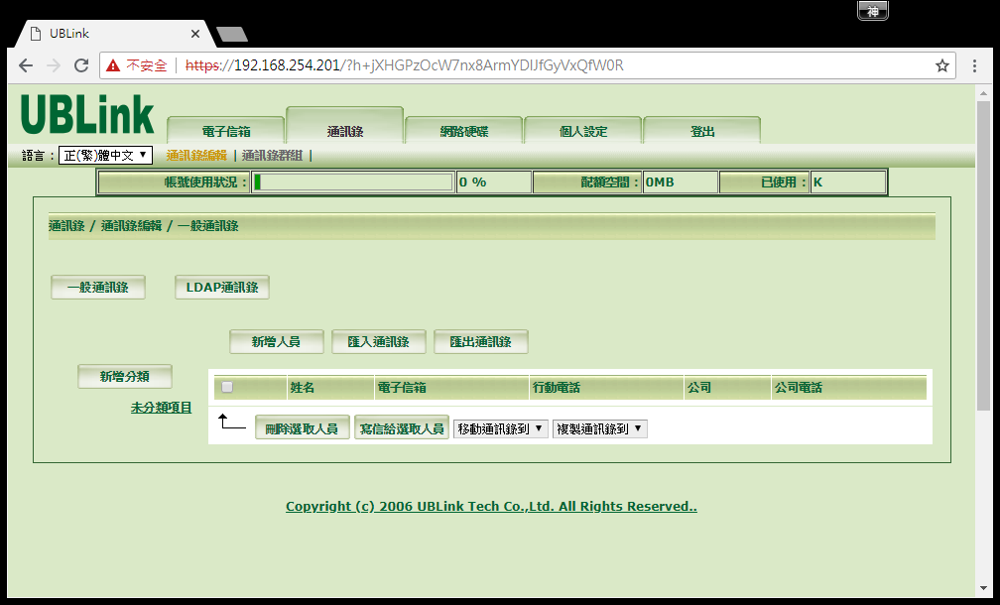 神
UBLink
不安全 https://192.168.254.201/?h+jXHGPzOcW7nx8ArmYDIJfGyVxQfW0R
UBLink
電子信箱 通訊錄 網路硬碟 個人設定 登出
語言： 正(繁)體中文 通訊錄編輯 | 通訊錄群組 |
帳號使用狀況： 0 % 配額空間： 0MB 已使用： K
通訊錄 / 通訊錄編輯 / 一般通訊錄
一般通訊錄 LDAP通訊錄
新增人員 匯入通訊錄 匯出通訊錄
新增分類
未分類項目
姓名 電子信箱 行動電話 公司 公司電話
刪除選取人員 寫信給選取人員 移動通訊錄到 複製通訊錄到
Copyright (c) 2006 UBLink Tech Co.,Ltd. All Rights Reserved..